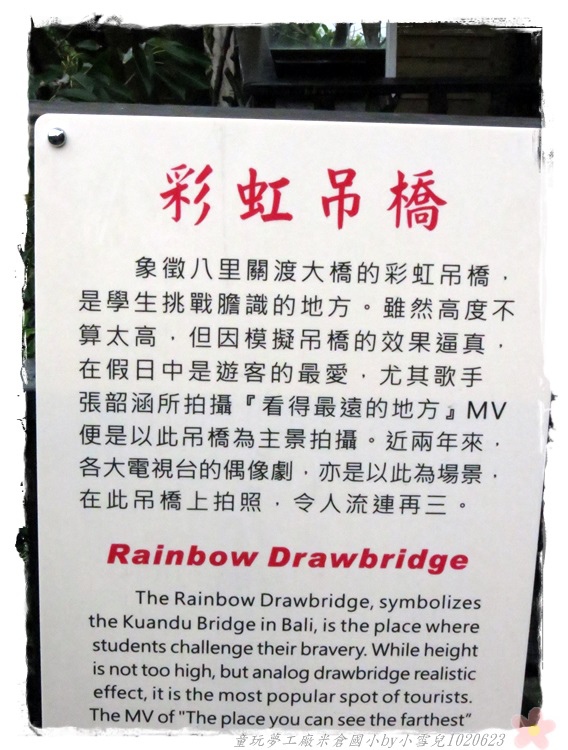 彩虹吊橋
象徵八里關渡大橋的彩虹吊橋，
是學生挑戰膽識的地方。雖然高度不
算太高，但因模擬吊橋的效果逼真，
在假日中是遊客的最愛，尤其歌手
張韶涵所拍攝『看得最遠的地方』MV
便是以此吊橋為主景拍攝。近兩年來，
各大電視台的偶像劇，亦是以此為場景，
在此吊橋上拍照，令人流連再三。
Rainbow Drawbridge
The Rainbow Drawbridge, symbolizes
the Kuandu Bridge in Bali, is the place where
students challenge their bravery. While height
is not too high, but analog drawbridge realistic
effect, it is the most popular spot of tourists.
The MV of "The place you can see the farthest"
童玩夢工廠米倉國小by小雪兒1020623